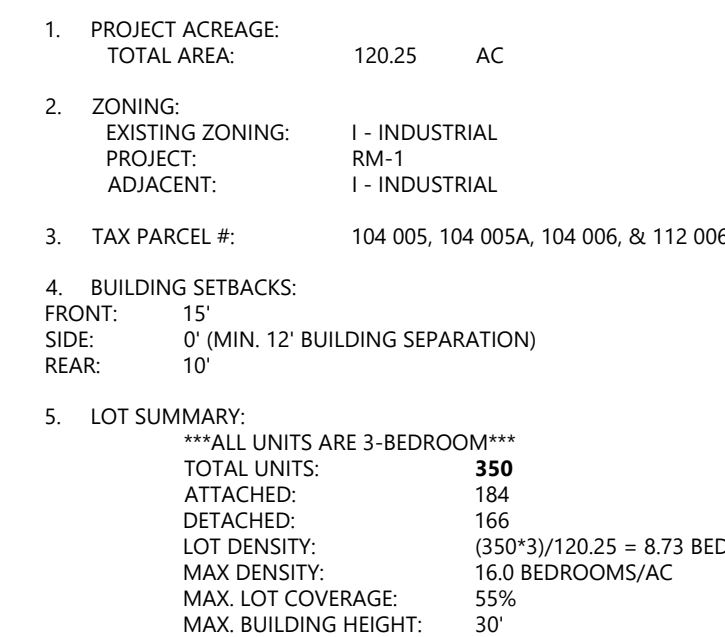 1. PROJECT ACREAGE:
TOTAL AREA: 120.25 AC
2. ZONING:
EXISTING ZONING: I - INDUSTRIAL
PROJECT: RM-1
ADJACENT: I - INDUSTRIAL
3. TAX PARCEL #: 104 005, 104 005A, 104 006, & 112 006
4. BUILDING SETBACKS:
FRONT: 15'
SIDE: 0' (MIN. 12' BUILDING SEPARATION)
REAR: 10'
5. LOT SUMMARY:
***ALL UNITS ARE 3-BEDROOM***
TOTAL UNITS: 350
ATTACHED: 184
DETACHED: 166
LOT DENSITY: (350*3)/120.25 = 8.73 BED
MAX DENSITY: 16.0 BEDROOMS/AC
MAX. LOT COVERAGE: 55%
MAX. BUILDING HEIGHT: 30'